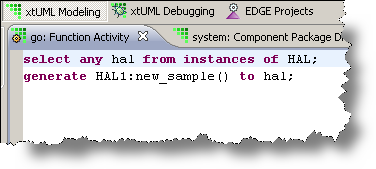 xtUML Modeling xtUML Debugging EDGE Projects
go: Function Activity system: Component Package D
select any hal from instances of HAL;
generate HAL1:new_sample() to hal;